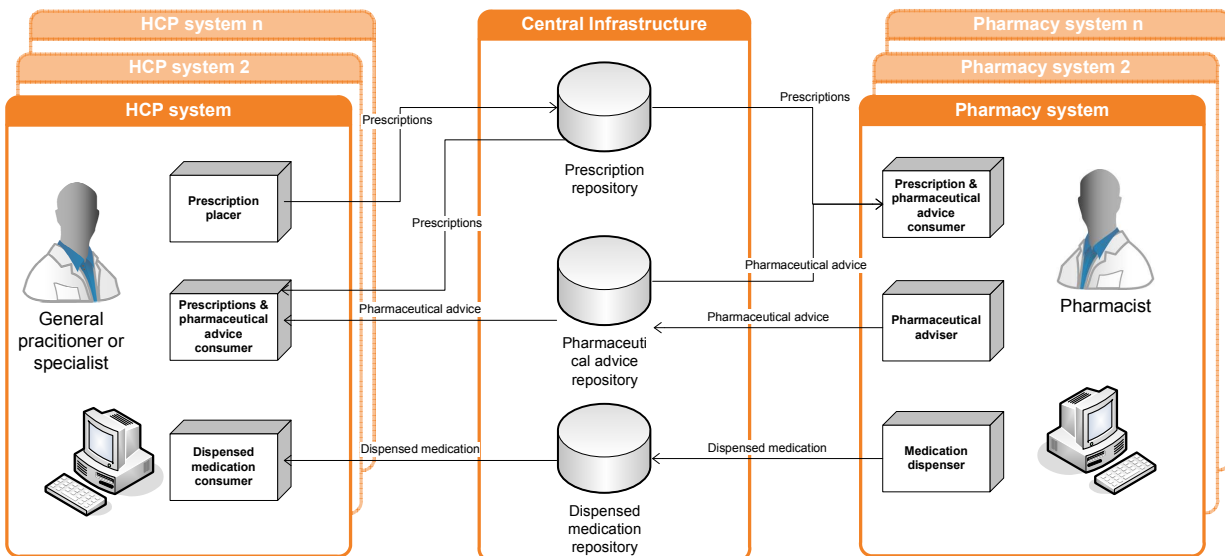 HCP system n
HCP system 2
HCP system
Prescription
placer
Prescriptions &
pharmaceutical
advice
consumer
Dispensed
medication
consumer
General
pracitioner or
specialist
Prescriptions
Prescriptions
Pharmaceutical advice
Dispensed medication
Central Infrastructure
Prescription
repository
Pharmaceuti
cal advice
repository
Dispensed
medication
repository
Prescriptions
Pharmaceutical advice
Pharmaceutical advice
Dispensed medication
Pharmacy system n
Pharmacy system 2
Pharmacy system
Prescription &
pharmaceutical
advice
consumer
Pharmaceutical
adviser
Medication
dispenser
Pharmacist